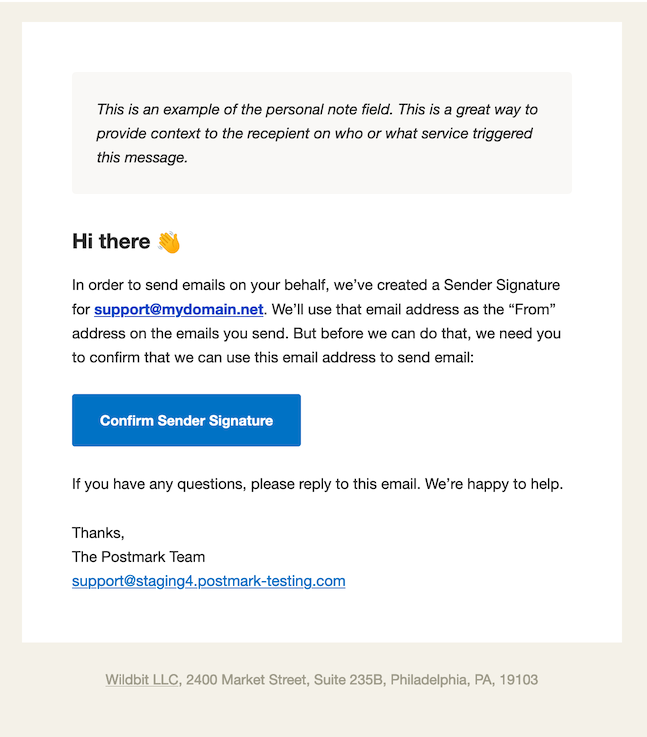 This is an example of the personal note field. This is a great way to
provide context to the recepient on who or what service triggered
this message.
Hi there 👋
In order to send emails on your behalf, we’ve created a Sender Signature
for support@mydomain.net. We’ll use that email address as the “From”
address on the emails you send. But before we can do that, we need you
to confirm that we can use this email address to send email:
Confirm Sender Signature
If you have any questions, please reply to this email. We’re happy to help.
Thanks,
The Postmark Team
support@staging4.postmark-testing.com
Wildbit LLC, 2400 Market Street, Suite 235B, Philadelphia, PA, 19103